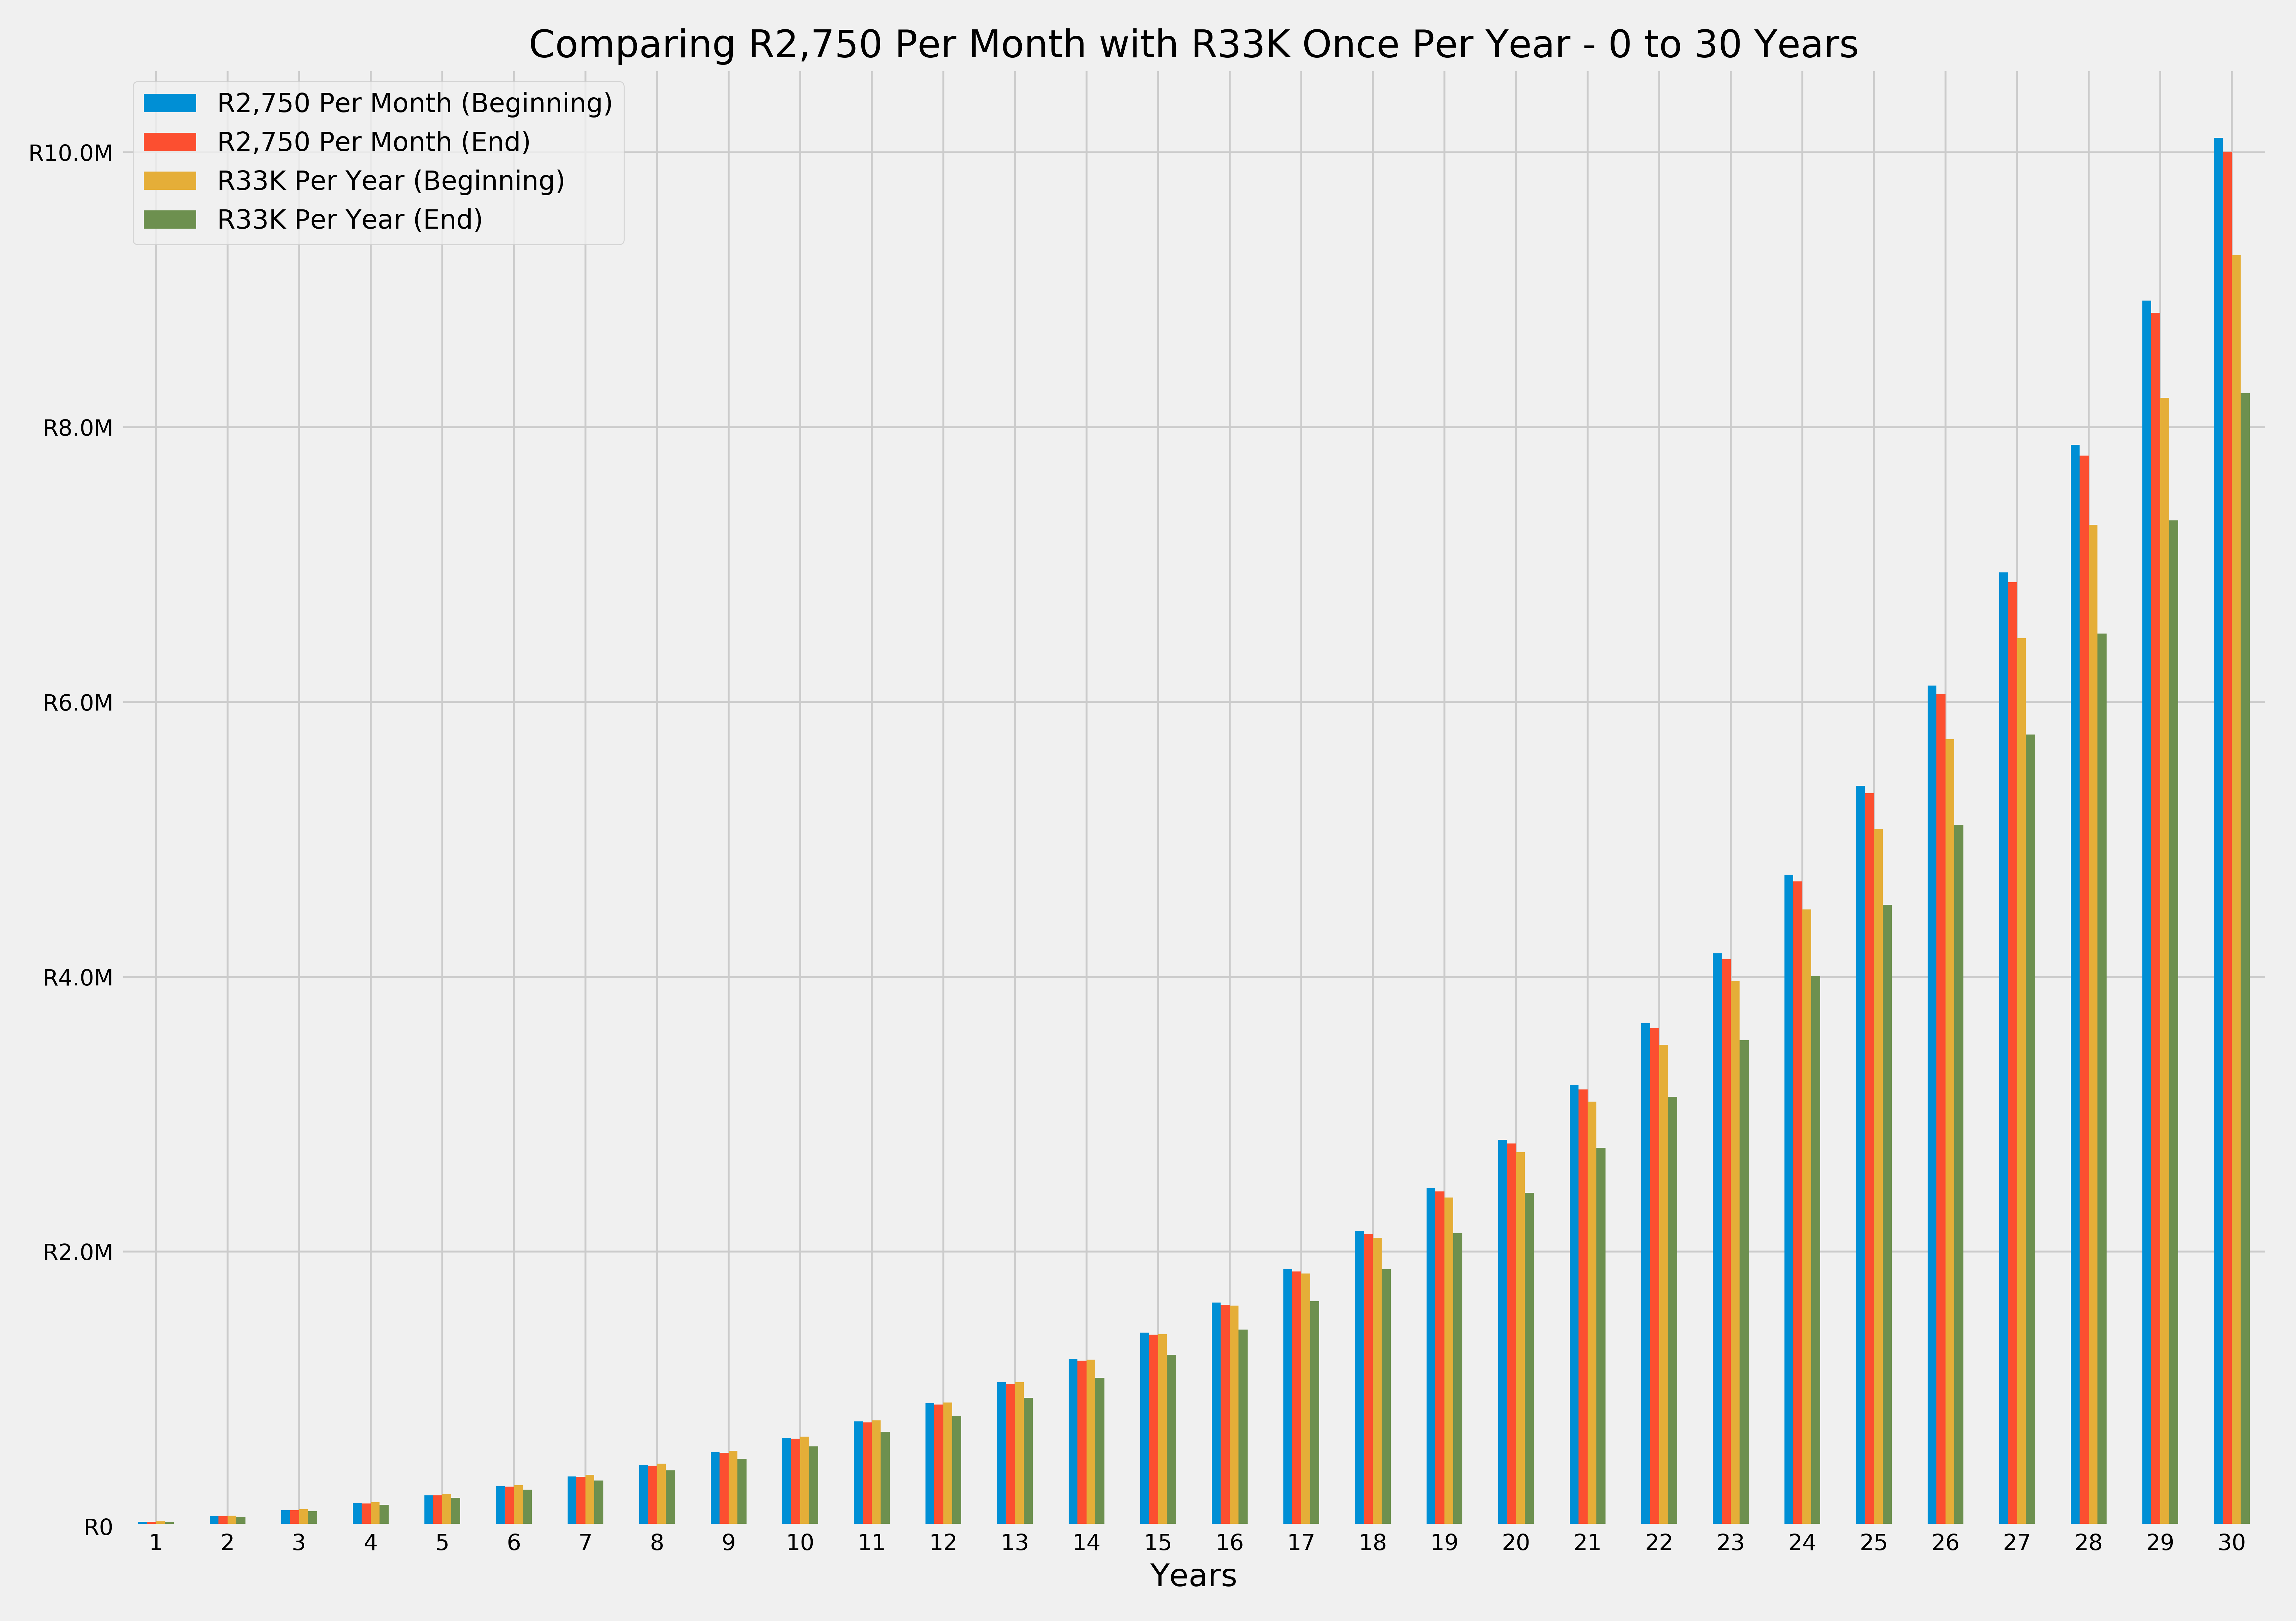 Comparing R2,750 Per Month with R33K Once Per Year - 0 to 30 Years
R2,750 Per Month (Beginning)
R2,750 Per Month (End)
R33K Per Year (Beginning)
R33K Per Year (End)
R10.0M
R8.0M
R6.0M
R4.0M
R2.0M
R0
1 2 3 4 5 6 7 8 9 10 11 12 13 14 15 16 17 18 19 20 21 22 23 24 25 26 27 28 29 30
Years